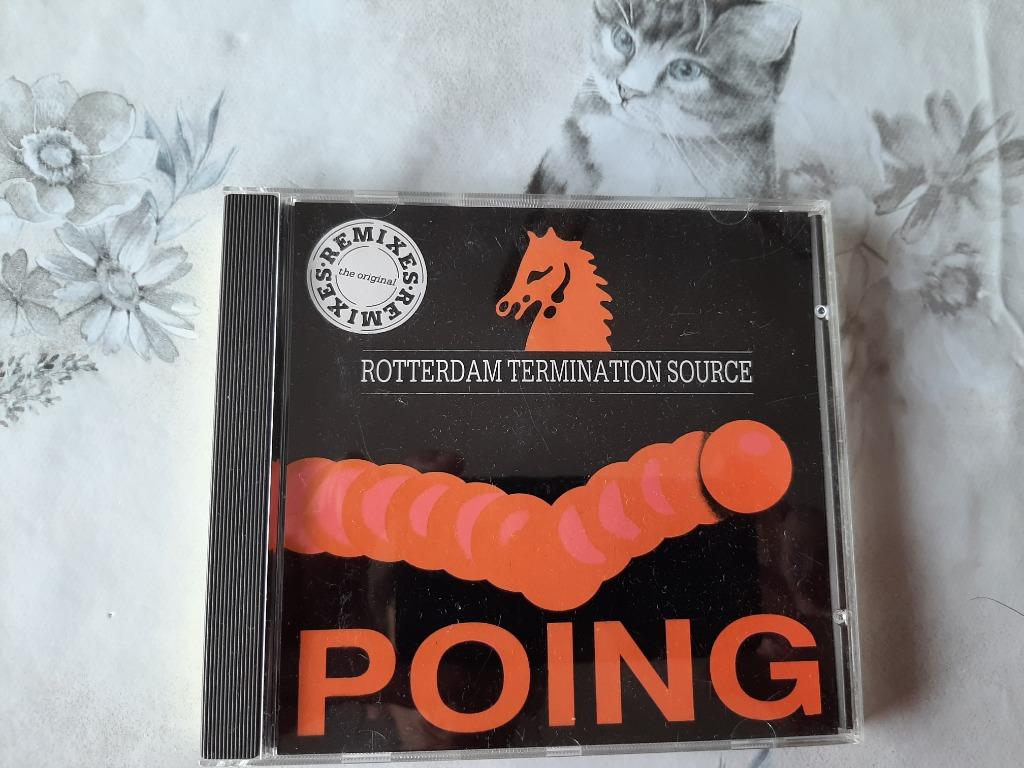 REMIXES·REMIXES·
the original
ROTTERDAM TERMINATION SOURCE
POING